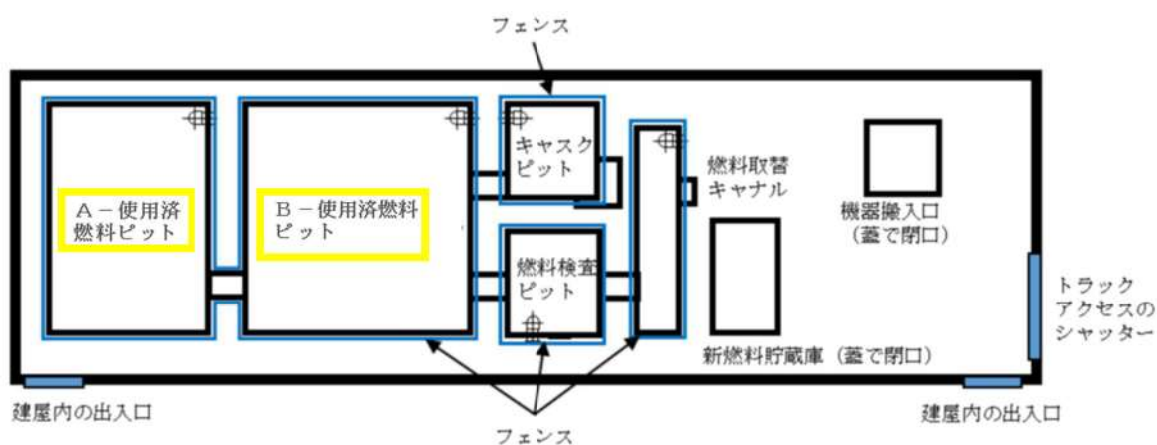 フェンス
A－使用済
燃料ピット
B－使用済燃料
ピット
キャスク
ピット
燃料検査
ピット
燃料取替
キャナル
機器搬入口
（蓋で閉口）
新燃料貯蔵庫（蓋で閉口）
トラック
アクセスの
シャッター
建屋内の出入口
フェンス
建屋内の出入口